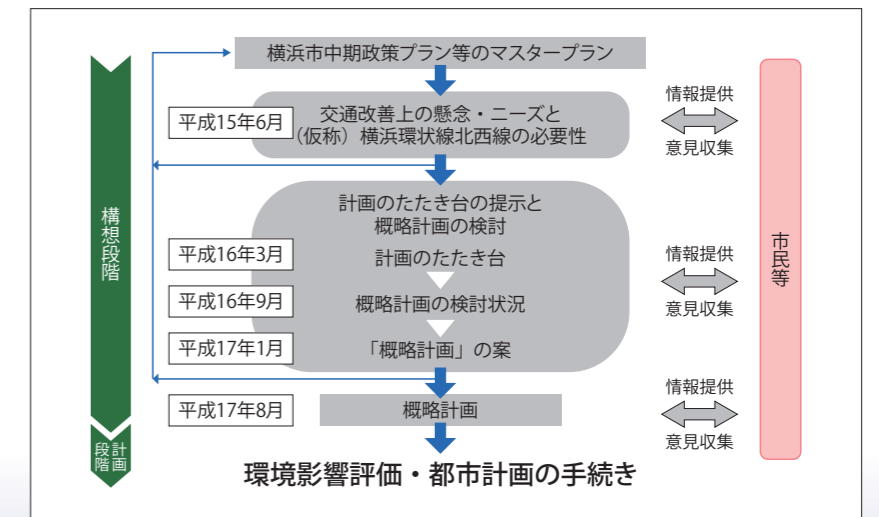 横浜市中期政策プラン等のマスタープラン
平成15年6月
交通改善上の懸念・ニーズと
（仮称）横浜環状線北西線の必要性
情報提供
意見収集
構想段階
計画のたたき台の提示と
概略計画の検討
平成16年3月
計画のたたき台
平成16年9月
概略計画の検討状況
平成17年1月
「概略計画」の案
情報提供
意見収集
市民等
平成17年8月
概略計画
情報提供
意見収集
計画
段階
環境影響評価・都市計画の手続き